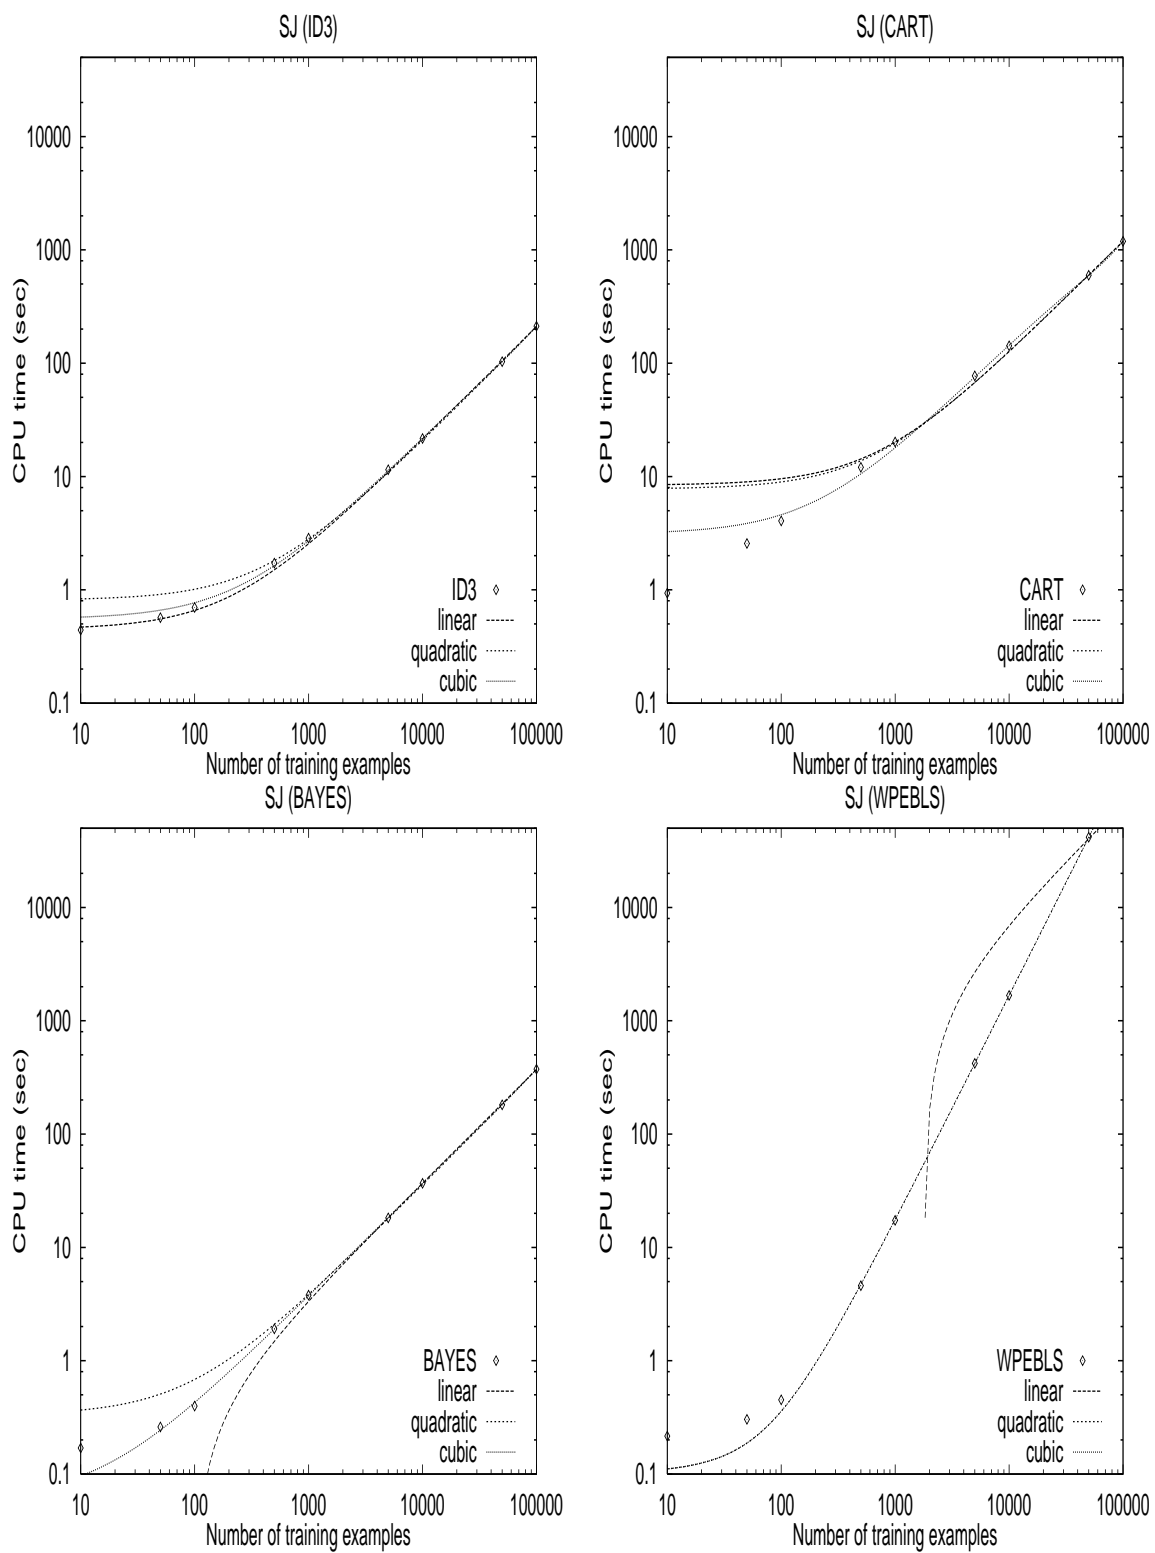 SJ (ID3)
10000
1000
100
10
1
0.1
CPU time (sec)
ID3
linear
quadratic
cubic
10 100 1000 10000 100000
Number of training examples
SJ (CART)
10000
1000
100
10
1
0.1
CPU time (sec)
CART
linear
quadratic
cubic
10 100 1000 10000 100000
Number of training examples
SJ (BAYES)
10000
1000
100
10
1
0.1
CPU time (sec)
BAYES
linear
quadratic
cubic
10 100 1000 10000 100000
Number of training examples
SJ (WPEBLS)
10000
1000
100
10
1
0.1
CPU time (sec)
WPEBLS
linear
quadratic
cubic
10 100 1000 10000 100000
Number of training examples